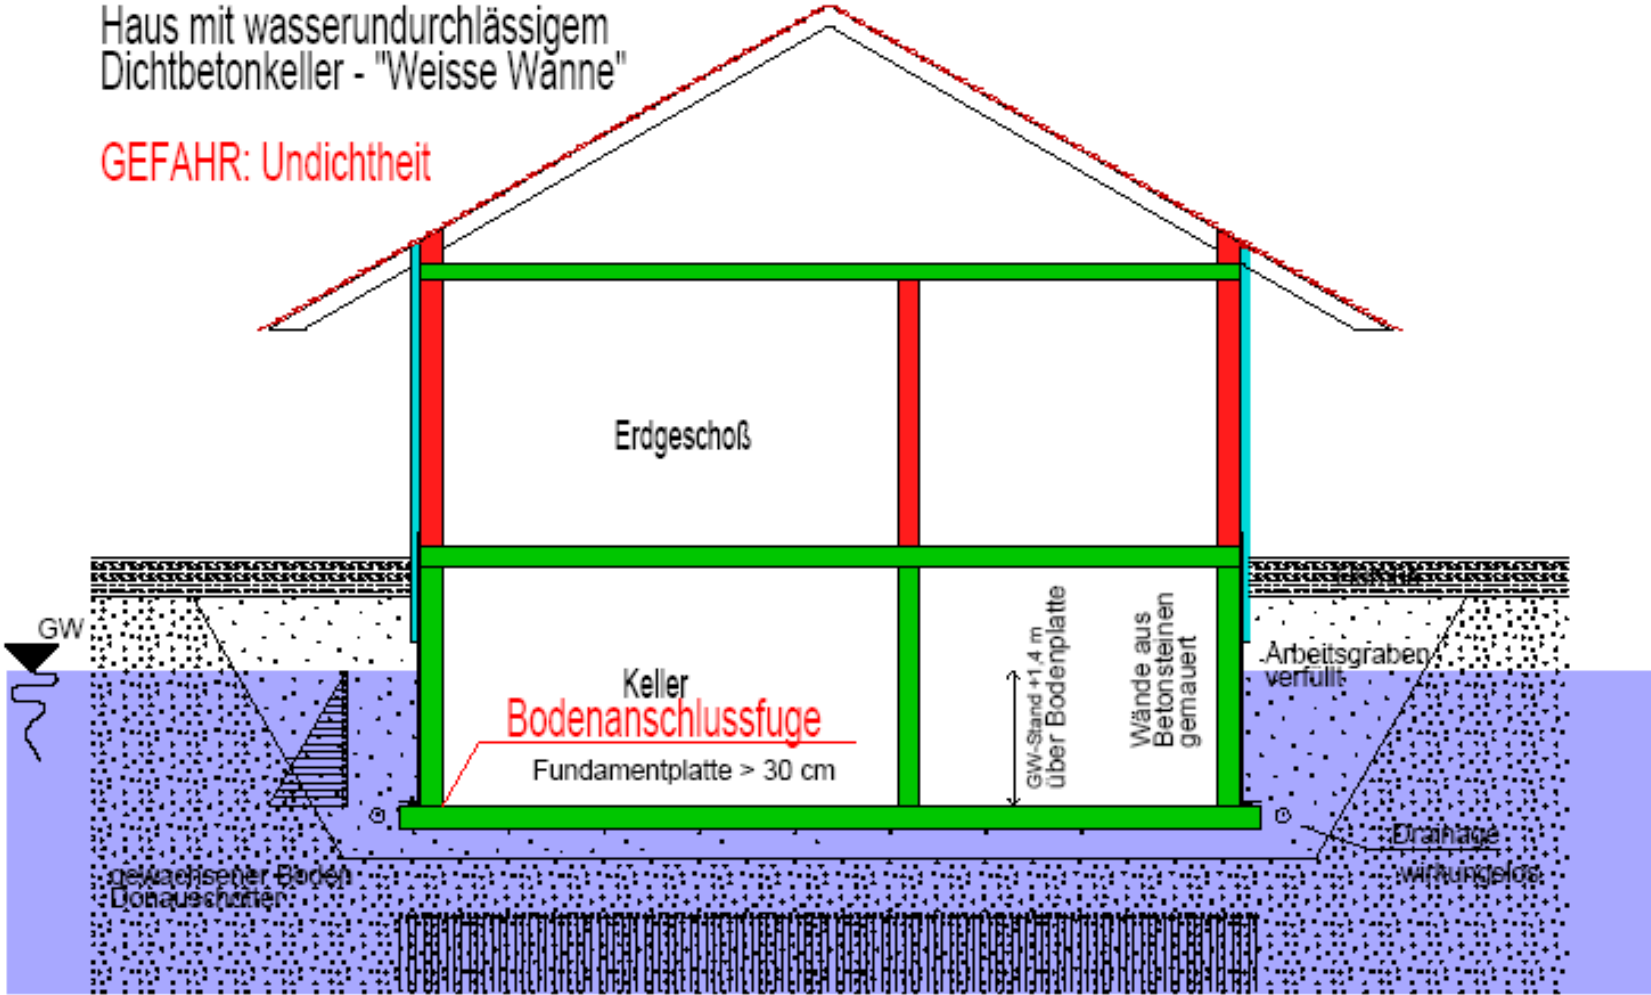 Haus mit wasserundurchlässigem
Dichtbetonkeller - "Weisse Wanne"
GEFAHR: Undichtheit
Erdgeschoß
GW
Keller
Bodenanschlussfuge
Fundamentplatte > 30 cm
GW-Stand +1,4 m
über Bodenplatte
Wände aus
Betonsteinen
gemauert
Arbeitsgraben
verfüllt
Drainage
wirkungslos
gewachsener Boden
Donauschotter